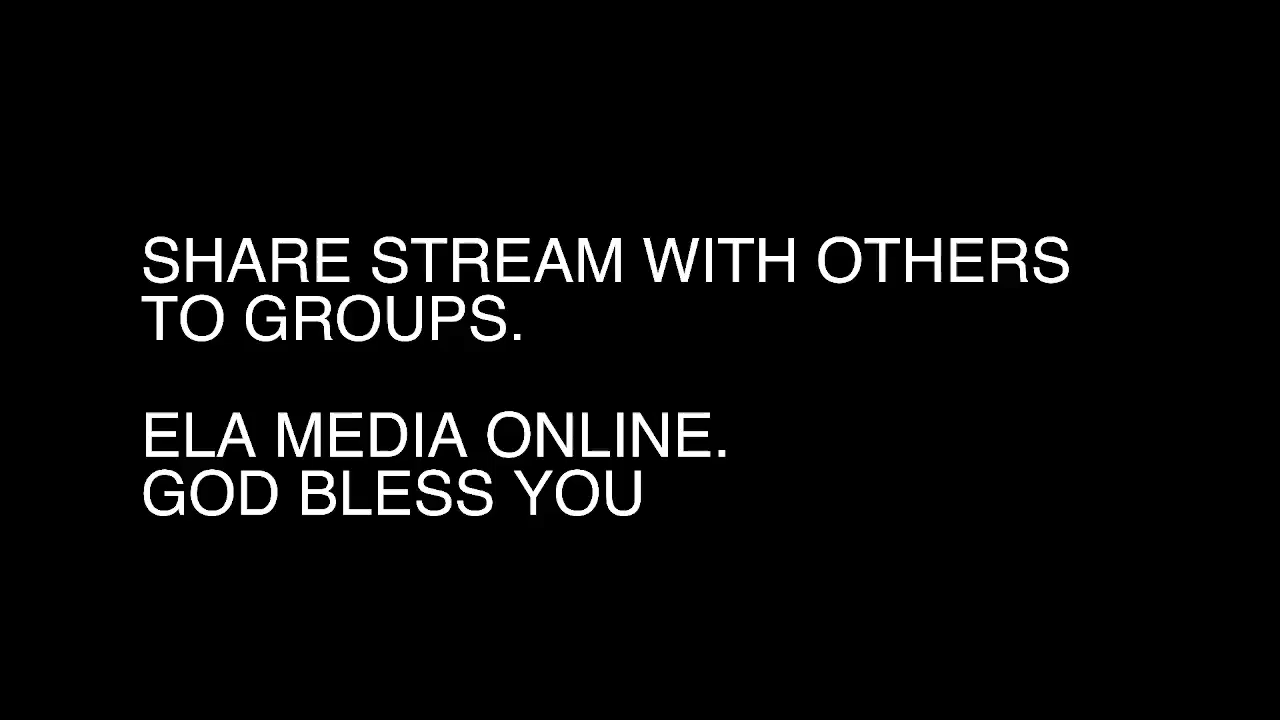 SHARE STREAM WITH OTHERS
TO GROUPS.
ELA MEDIA ONLINE.
GOD BLESS YOU